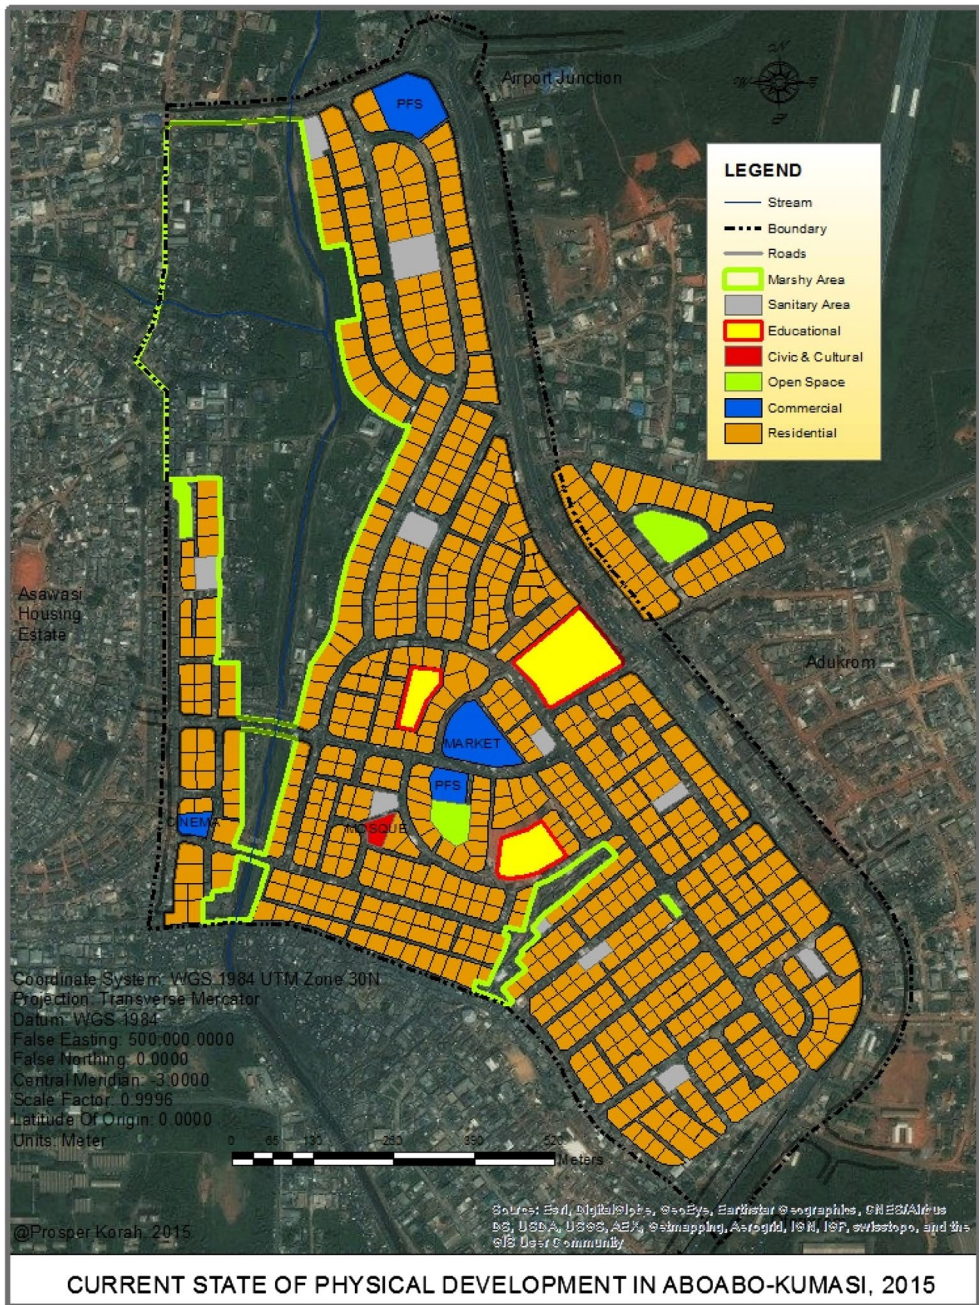 Airport Junction
PFS
N
W
E
LEGEND
Stream
Boundary
Roads
Marshy Area
Sanitary Area
Educational
Civic & Cultural
Open Space
Commercial
Residential
Asawasi
Housing
Estate
Adukrom
MARKET
PFS
CINEMA
MOSQUE
Coordinate System: WGS 1984 UTM Zone 30N
Projection: Transverse Mercator
Datum: WGS 1984
False Easting: 500,000.0000
False Northing: 0.0000
Central Meridian: -3.0000
Scale Factor: 0.9996
Latitude Of Origin: 0.0000
Units: Meter
0 65 130 260 390 520
Meters
@Prosper Korah, 2015
Source: Esri, DigitalGlobe, GeoEye, Earthstar Geographics, CNES/Airbus
DS, USDA, USGS, AEX, Getmapping, Aerogrid, IGN, IGP, swisstopo, and the
GIS User Community
CURRENT STATE OF PHYSICAL DEVELOPMENT IN ABOABO-KUMASI, 2015